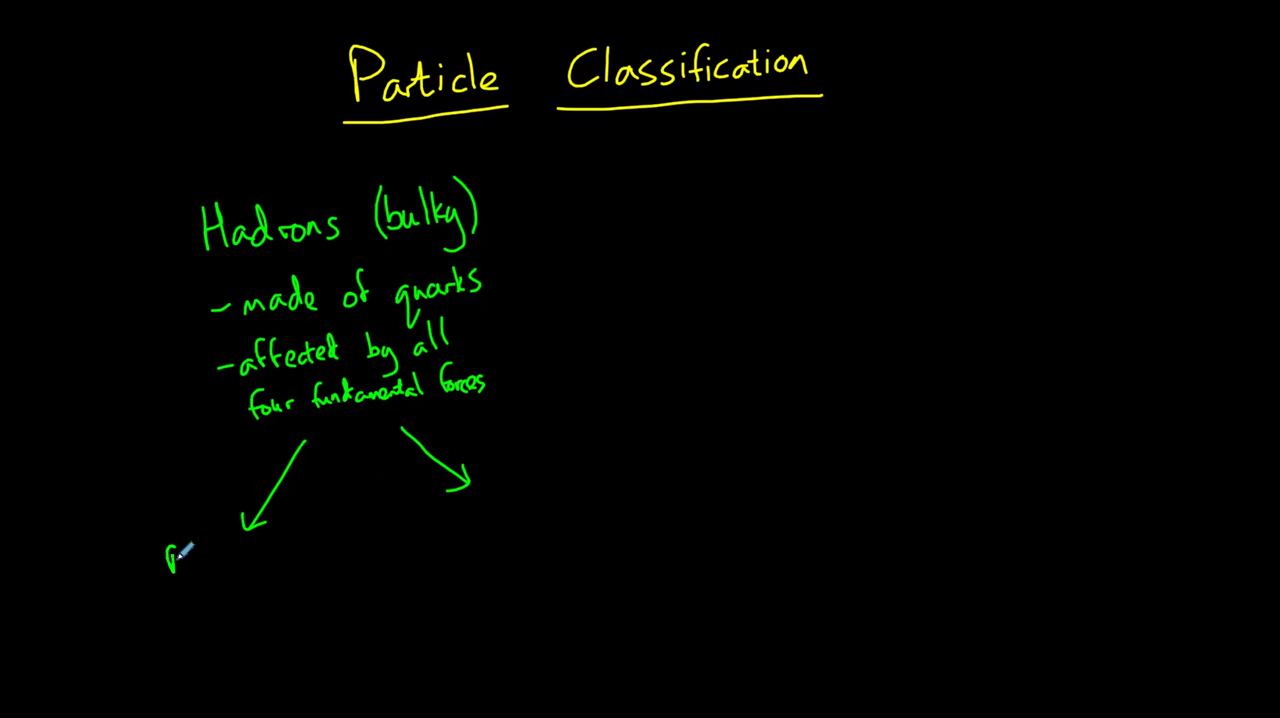 Particle Classification
Hadrons (bulky)
- made of quarks
- affected by all
four fundamental forces